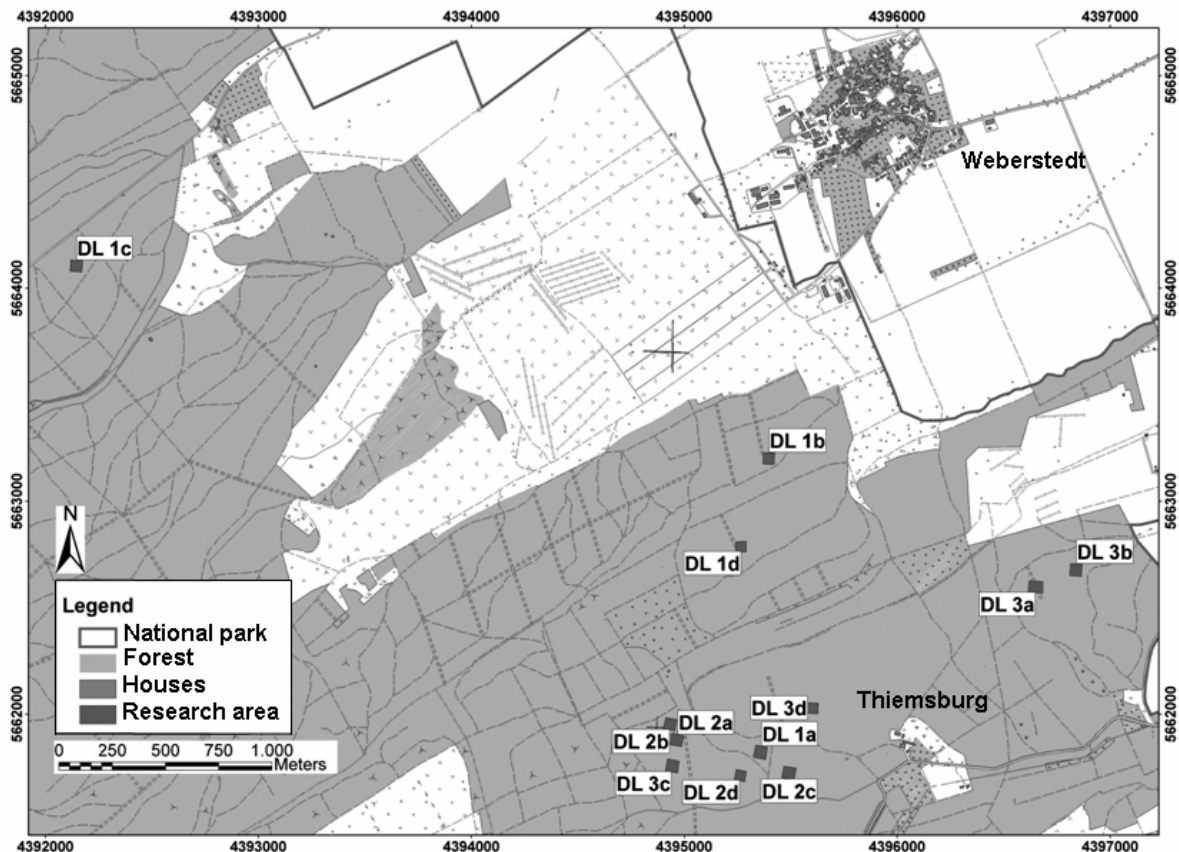 4392000 4393000 4394000 4395000 4396000 4397000
5665000 5665000
Weberstedt
DL 1c
5664000 5664000
DL 1b
5663000 5663000
N
DL 1d
DL 3b
DL 3a
Legend
National park
Forest
Houses
Research area
Thiemsburg
5662000 5662000
DL 3d
DL 2a
DL 1a
DL 2b
DL 3c
DL 2d
DL 2c
0 250 500 750 1.000
Meters
4392000 4393000 4394000 4395000 4396000 4397000